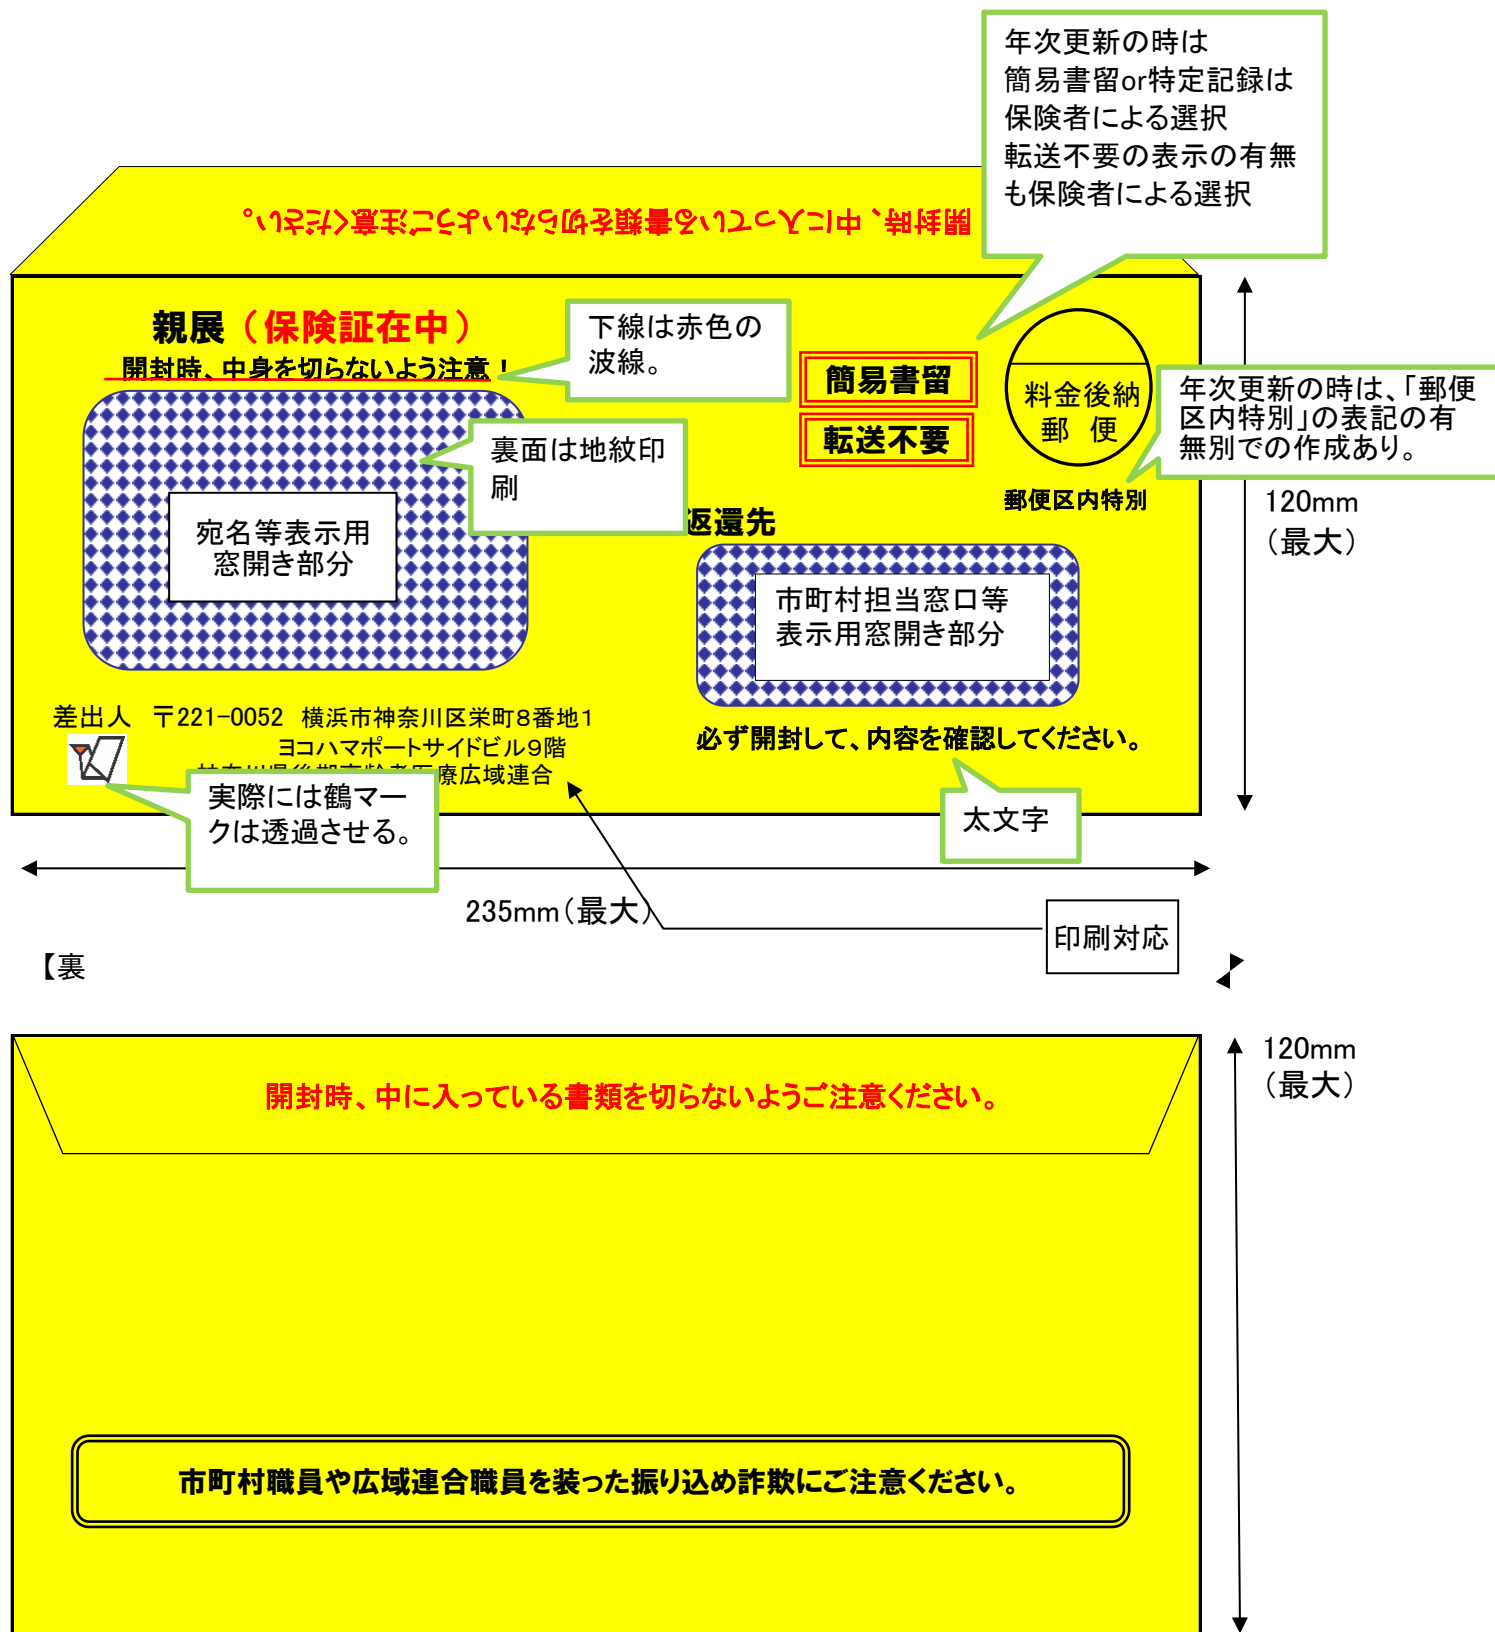 年次更新の時は
簡易書留or特定記録は
保険者による選択
転送不要の表示の有無
も保険者による選択
開封時、中に入っている書類を切らないようご注意ください。
親展（保険証在中）
開封時、中身を切らないよう注意！
下線は赤色の
波線。
簡易書留
転送不要
料金後納
郵 便
年次更新の時は、「郵便
区内特別」の表記の有
無別での作成あり。
郵便区内特別
裏面は地紋印
刷
宛名等表示用
窓開き部分
返還先
市町村担当窓口等
表示用窓開き部分
120mm
（最大）
差出人 〒221-0052 横浜市神奈川区栄町8番地1
ヨコハマポートサイドビル9階
療広域連合
必ず開封して、内容を確認してください。
実際には鶴マー
クは透過させる。
太文字
235mm（最大）
印刷対応
【裏
開封時、中に入っている書類を切らないようご注意ください。
120mm
（最大）
市町村職員や広域連合職員を装った振り込め詐欺にご注意ください。